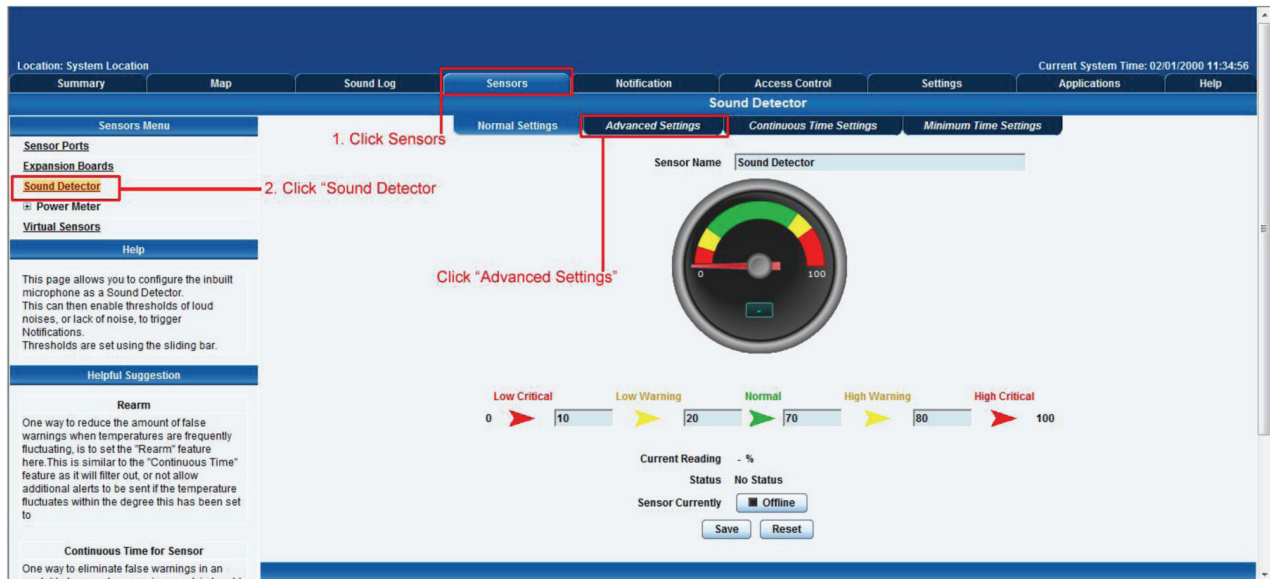 Location: System Location
Current System Time: 02/01/2000 11:34:56
Summary Map Sound Log Sensors Notification Access Control Settings Applications Help
Sound Detector
Sensors Menu
Sensor Ports
Expansion Boards
Sound Detector
Power Meter
Virtual Sensors
Help
This page allows you to configure the inbuilt
microphone as a Sound Detector.
This can then enable thresholds of loud
noises, or lack of noise, to trigger
Notifications.
Thresholds are set using the sliding bar.
Helpful Suggestion
Rearm
One way to reduce the amount of false
warnings when temperatures are frequently
fluctuating, is to set the "Rearm" feature
here.This is similar to the "Continuous Time"
feature as it will filter out, or not allow
additional alerts to be sent if the temperature
fluctuates within the degree this has been set
to
Continuous Time for Sensor
One way to eliminate false warnings in an
1. Click Sensors
2. Click “Sound Detector
Click “Advanced Settings”
Normal Settings Advanced Settings Continuous Time Settings Minimum Time Settings
Sensor Name Sound Detector
0 100
-
Low Critical Low Warning Normal High Warning High Critical
0 10 20 70 80 100
Current Reading - %
Status No Status
Sensor Currently Offline
Save Reset